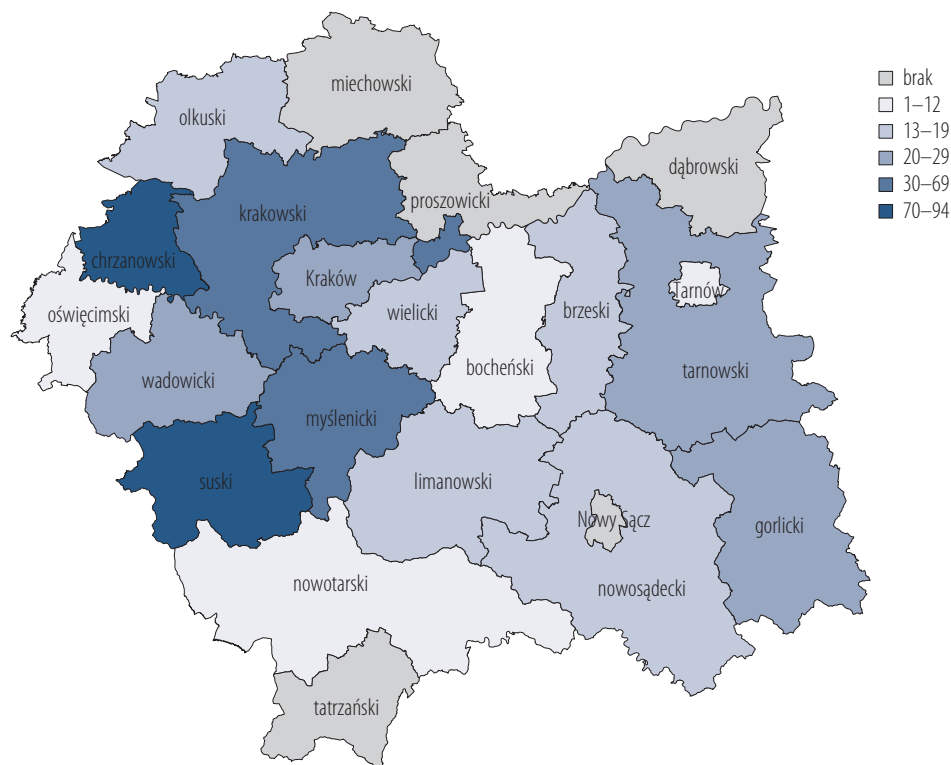 miechowski
olkuski
dąbrowski
proszowicki
krakowski
chrzanowski
Kraków
Tarnów
oświęcimski
wielicki
brzeski
bocheński
tarnowski
wadowicki
myślenicki
suski
limanowski
Nowy Sącz
gorlicki
nowotarski
nowosądecki
tatrzański
brak
1–12
13–19
20–29
30–69
70–94